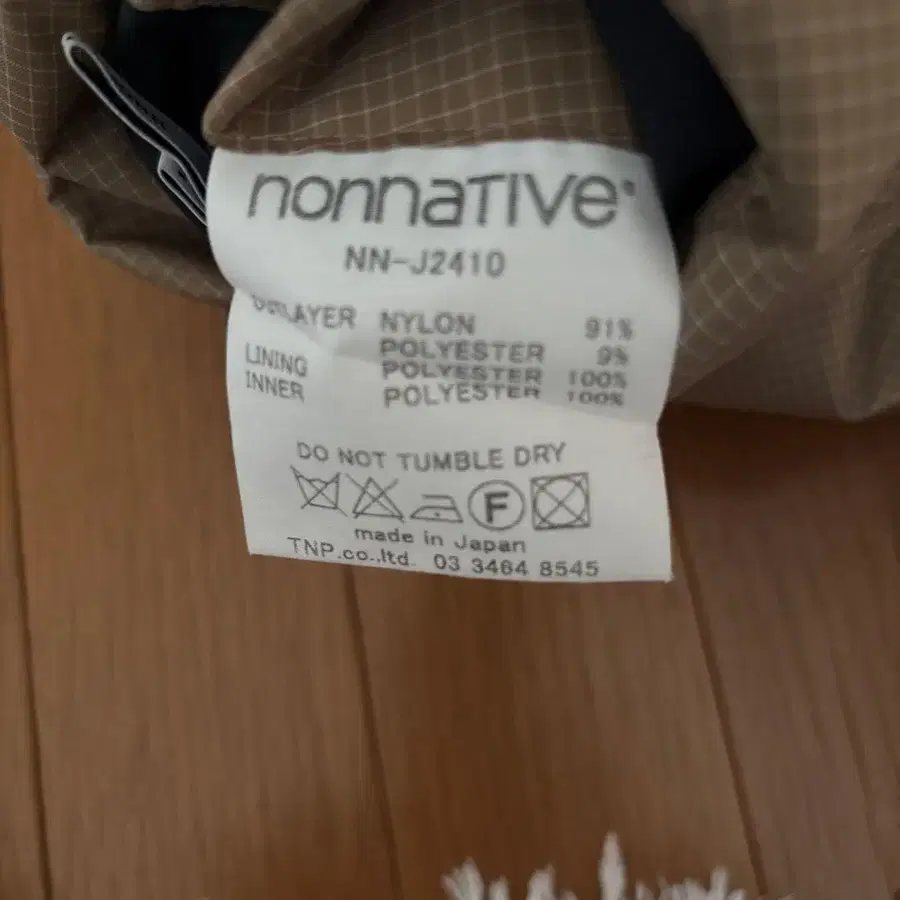 nonnative
NN-J2410
OUTLAYER NYLON 91%
POLYESTER 9%
LINING POLYESTER 100%
INNER POLYESTER 100%
DO NOT TUMBLE DRY
F
made in Japan
TNP.co.,ltd. 03 3464 8545